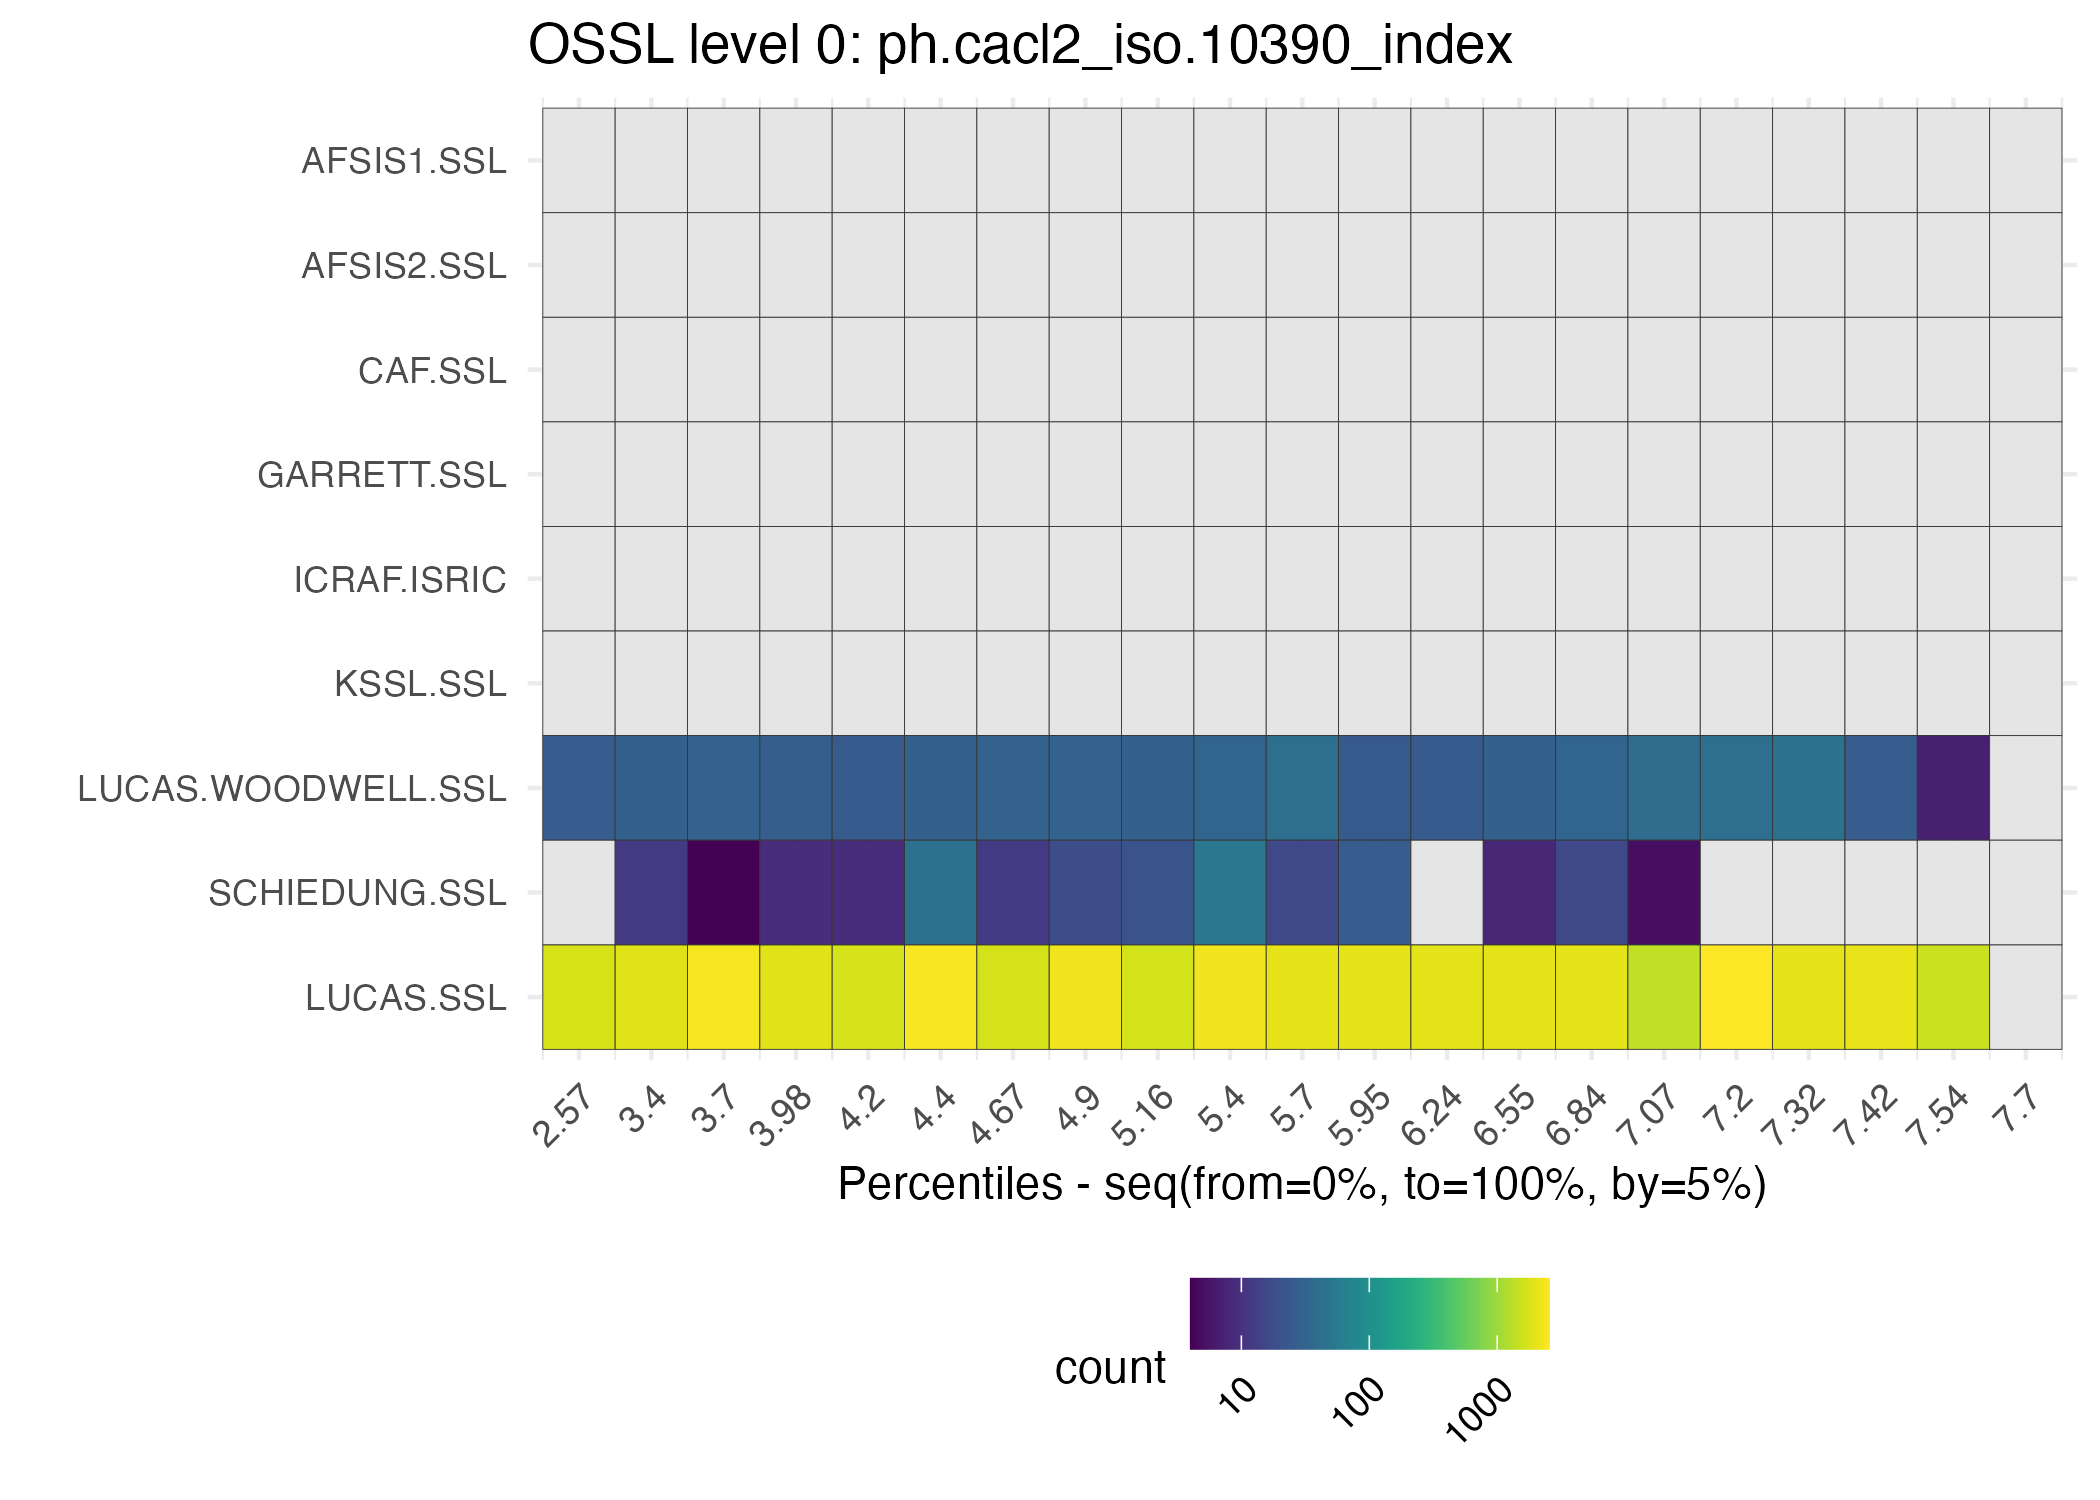 OSSL level 0: ph.cacl2_iso.10390_index
AFSIS1.SSL
AFSIS2.SSL
CAF.SSL
GARRETT.SSL
ICRAF.ISRIC
KSSL.SSL
LUCAS.WOODWELL.SSL
SCHIEDUNG.SSL
LUCAS.SSL
2.57 3.4 3.7 3.98 4.2 4.4 4.67 4.9 5.16 5.4 5.7 5.95 6.24 6.55 6.84 7.07 7.2 7.32 7.42 7.54 7.7
Percentiles - seq(from=0%, to=100%, by=5%)
count
10 100 1000